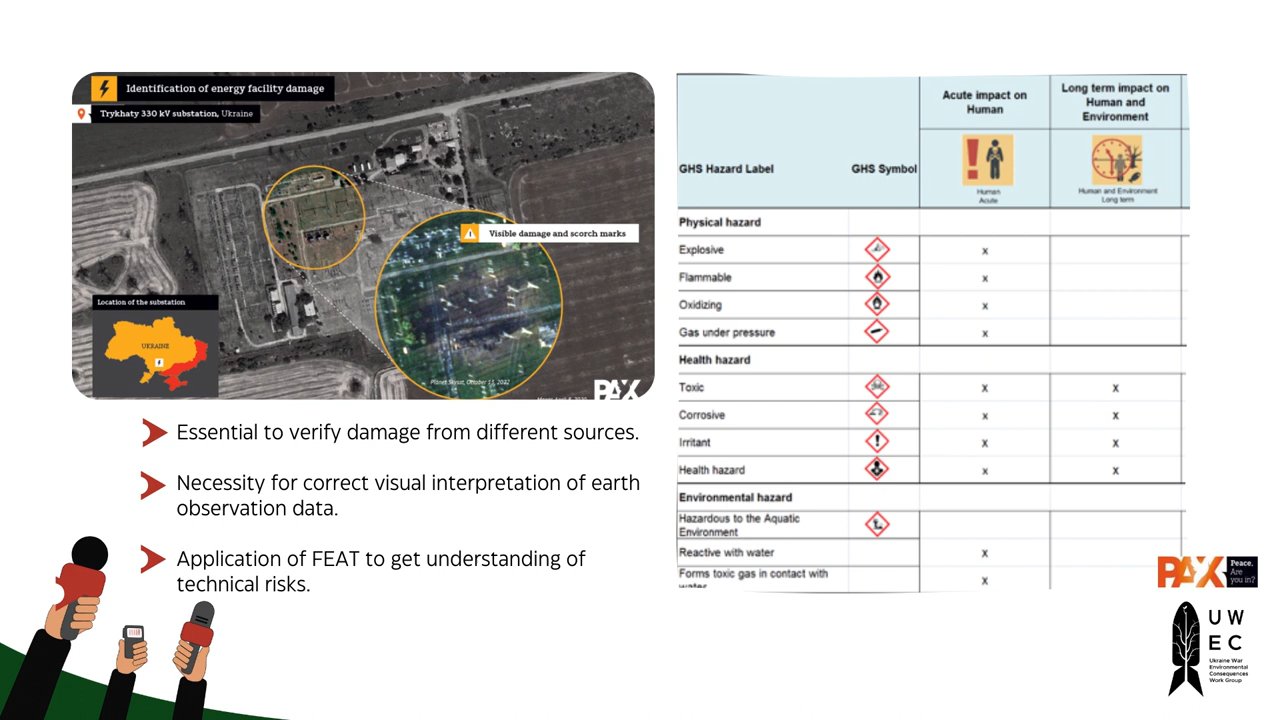 Identification of energy facility damage
Trykhaty 330 kV substation, Ukraine
Visible damage and scorch marks
Location of the substation
UKRAINE
Planet Skysat, October 13, 2022
PAX
Essential to verify damage from different sources.
Necessity for correct visual interpretation of earth
observation data.
Application of FEAT to get understanding of
technical risks.
GHS Hazard Label
GHS Symbol
Acute impact on
Human
Human
Acute
Long term impact on
Human and
Environment
Human and Environment
Long term
Physical hazard
Explosive x
Flammable x
Oxidizing x
Gas under pressure x
Health hazard
Toxic x x
Corrosive x x
Irritant x x
Health hazard x x
Environmental hazard
Hazardous to the Aquatic
Environment
Reactive with water x
Forms toxic gas in contact with
water x
PAX
Peace.
Are
you in?
UW
EC
Ukraine War
Environmental
Consequences
Work Group